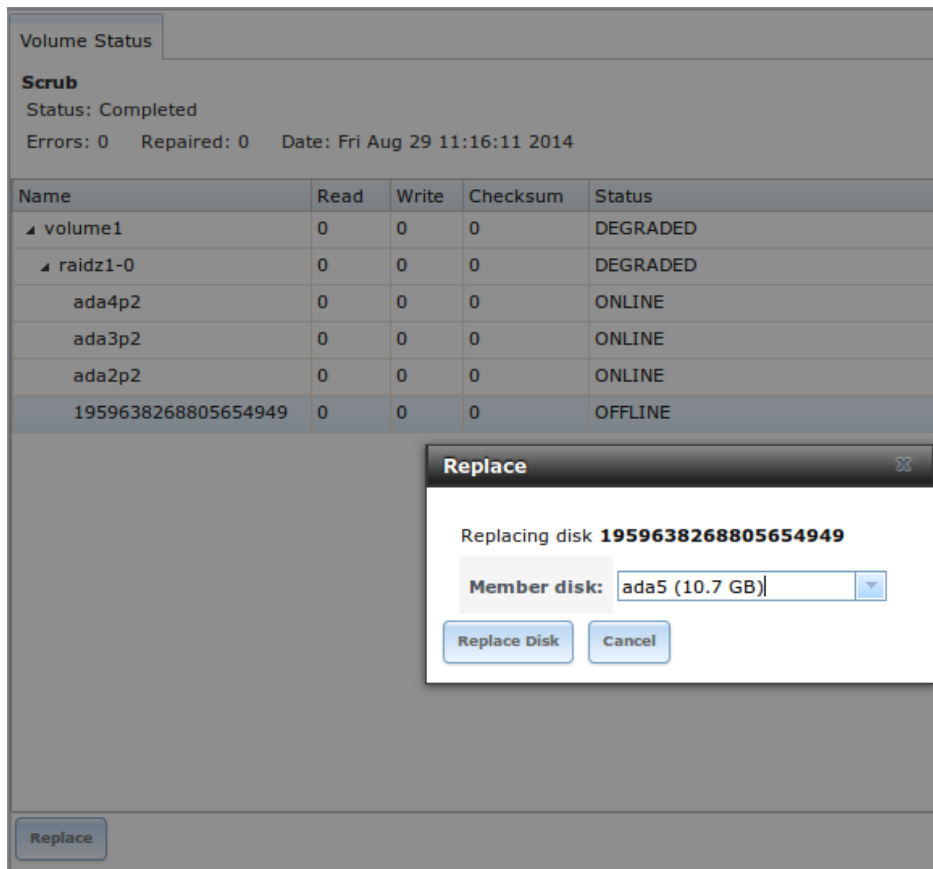 Volume Status
Scrub
Status: Completed
Errors: 0 Repaired: 0 Date: Fri Aug 29 11:16:11 2014
Name Read Write Checksum Status
volume1 0 0 0 DEGRADED
raidz1-0 0 0 0 DEGRADED
ada4p2 0 0 0 ONLINE
ada3p2 0 0 0 ONLINE
ada2p2 0 0 0 ONLINE
1959638268805654949 0 0 0 OFFLINE
Replace
Replacing disk 1959638268805654949
Member disk: ada5 (10.7 GB)
Replace Disk Cancel
Replace